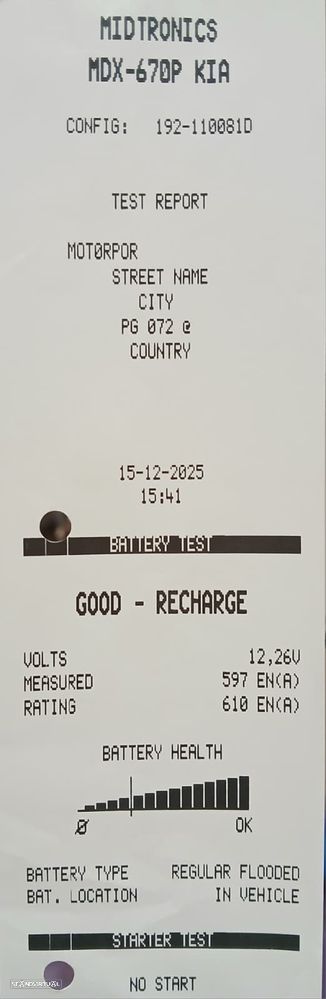 MIDTRONICS
MDX-670P KIA
CONFIG: 192-110081D
TEST REPORT
MOTØRPOR
STREET NAME
CITY
PG 072 @
COUNTRY
15-12-2025
15:41
BATTERY TEST
GOOD - RECHARGE
VOLTS 12,26V
MEASURED 597 EN(A)
RATING 610 EN(A)
BATTERY HEALTH
Ø OK
BATTERY TYPE REGULAR FLOODED
BAT. LOCATION IN VEHICLE
STARTER TEST
NO START
STANDVIRTUAL